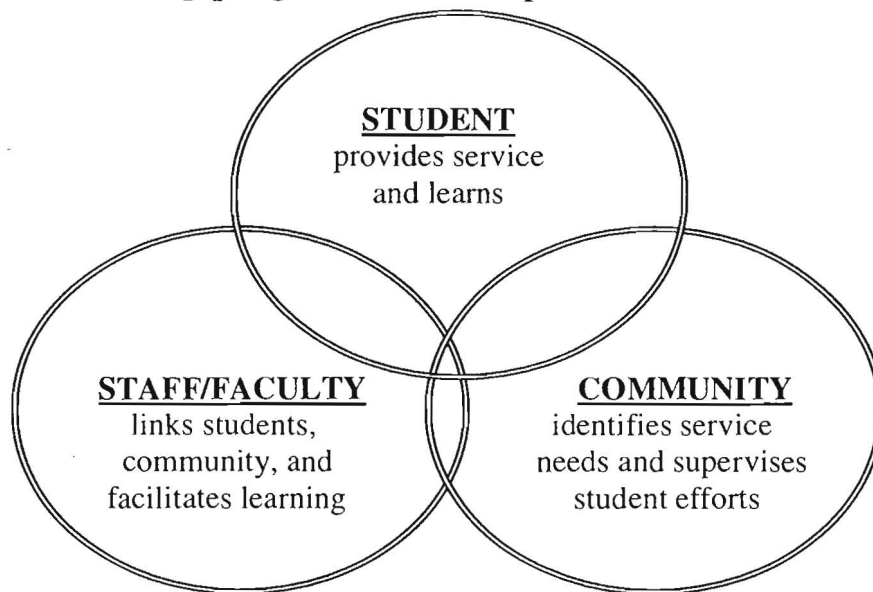 STUDENT
provides service
and learns
STAFF/FACULTY
links students,
community, and
facilitates learning
COMMUNITY
identifies service
needs and supervises
student efforts